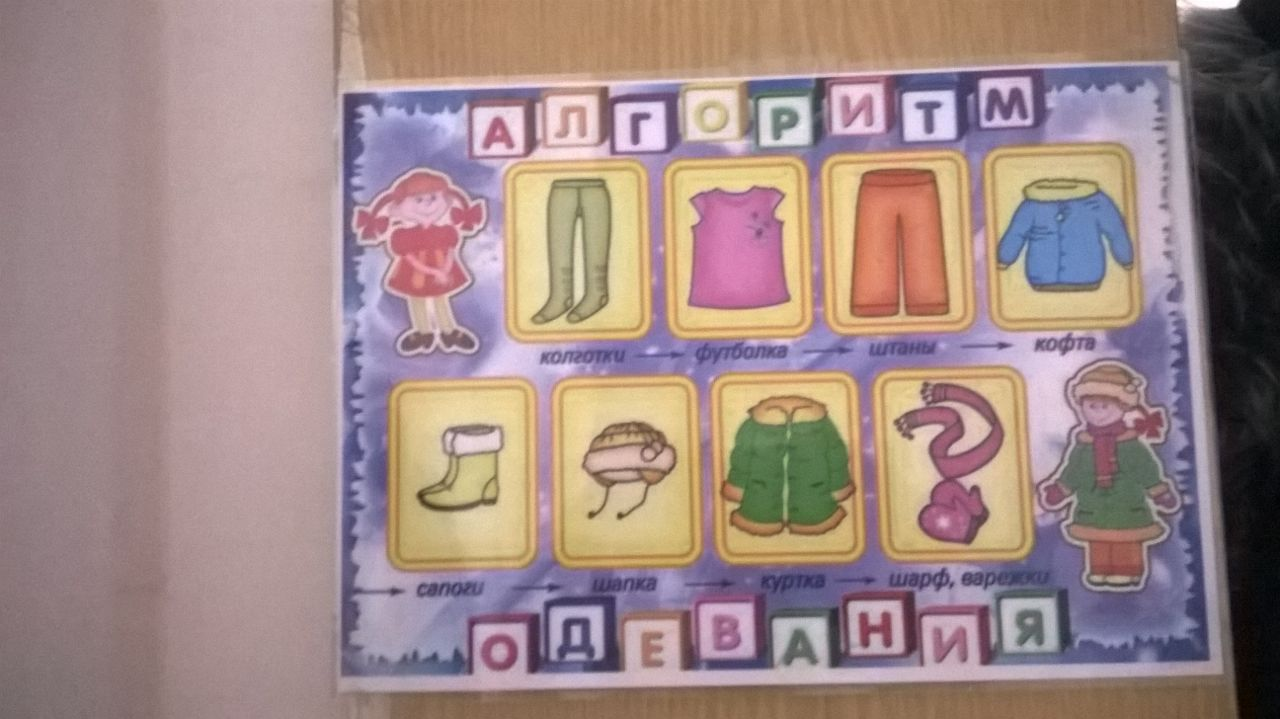 АЛГОРИТМ
колготки → футболка → штаны → кофта
→ сапоги → шапка → куртка → шарф, варежки
ОДЕВАНИЯ